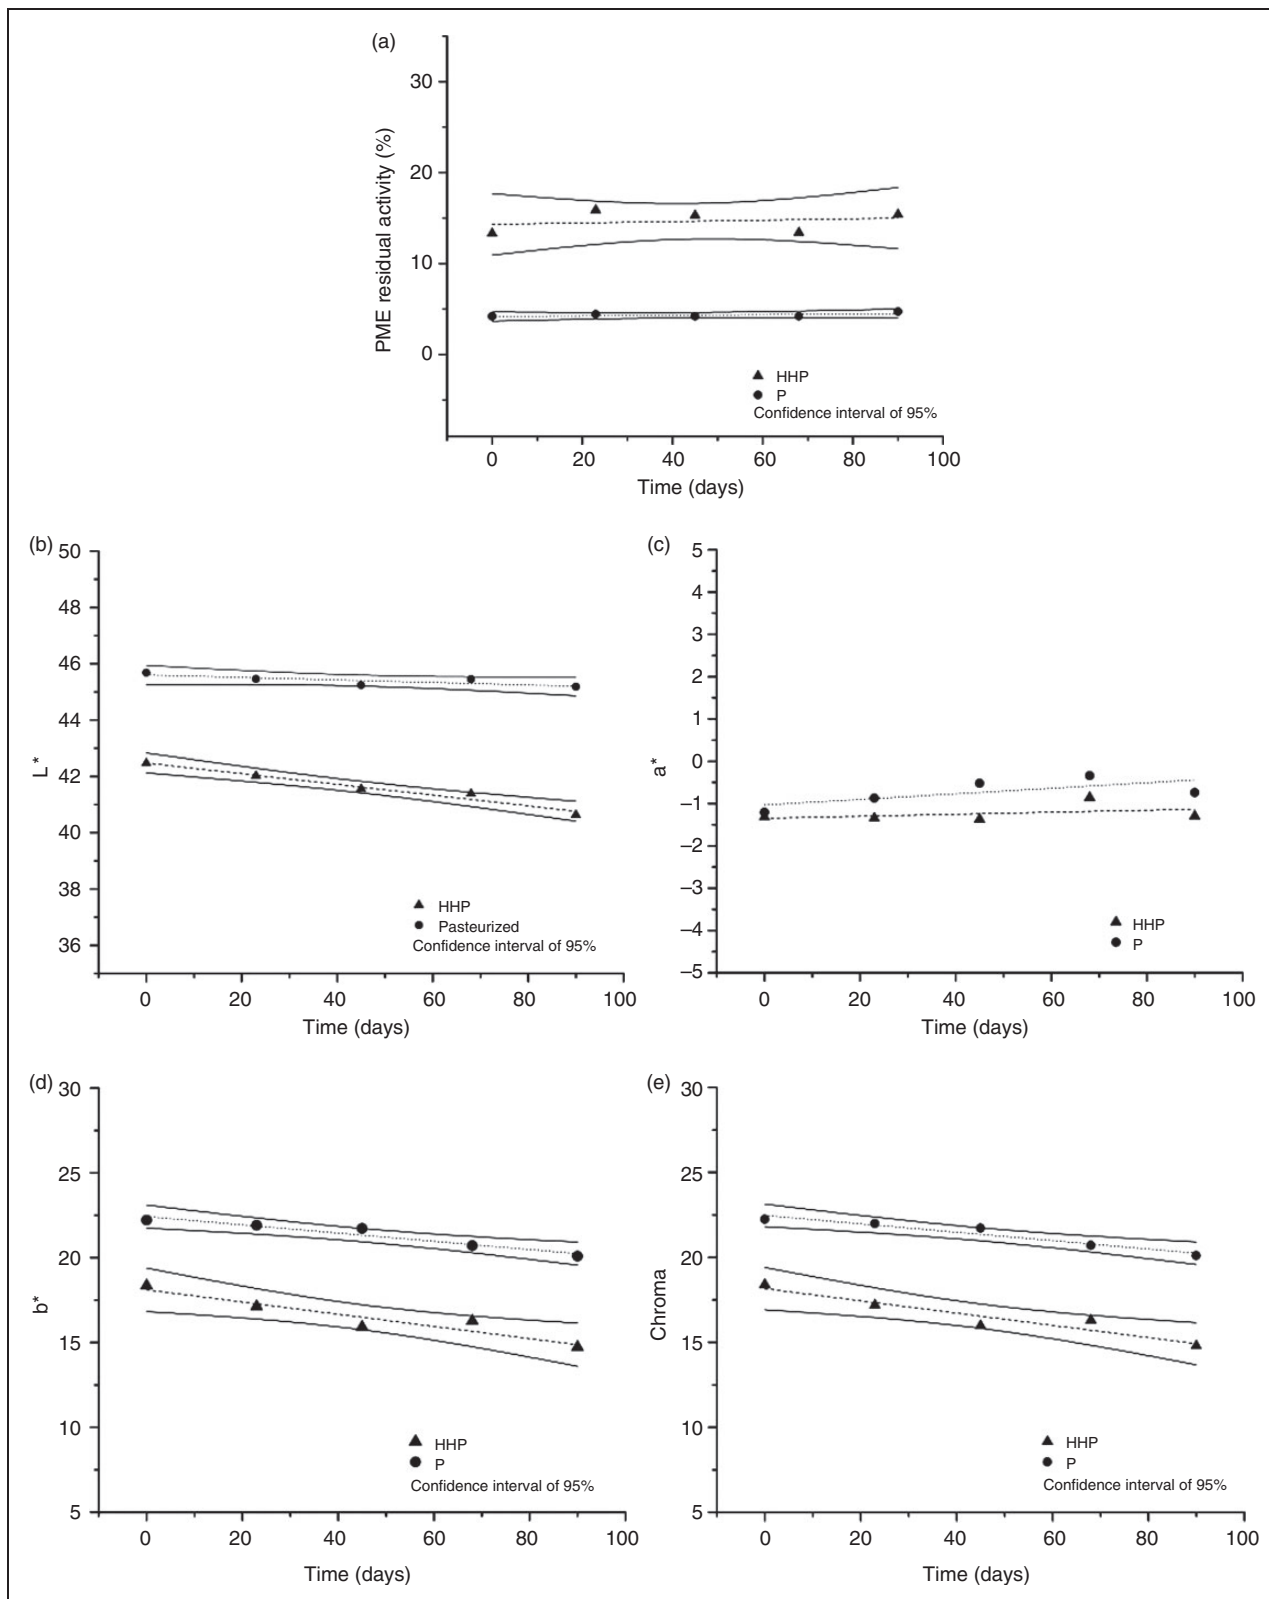 (a)
PME residual activity (%)
30
20
10
0
HHP
P
Confidence interval of 95%
0 20 40 60 80 100
Time (days)
(b)
L*
50
48
46
44
42
40
38
36
HHP
Pasteurized
Confidence interval of 95%
0 20 40 60 80 100
Time (days)
(c)
a*
5
4
3
2
1
0
−1
−2
−3
−4
−5
HHP
P
0 20 40 60 80 100
Time (days)
(d)
b*
30
25
20
15
10
5
HHP
P
Confidence interval of 95%
0 20 40 60 80 100
Time (days)
(e)
Chroma
30
25
20
15
10
5
HHP
P
Confidence interval of 95%
0 20 40 60 80 100
Time (days)